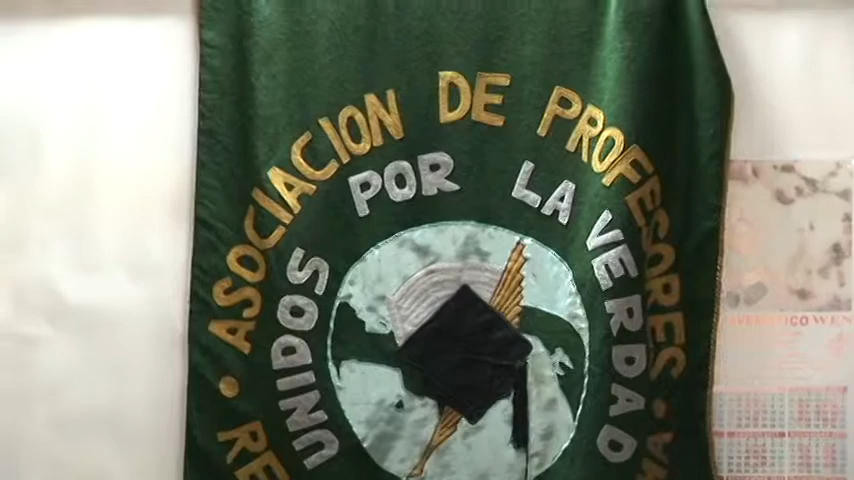 ASOCIACION DE PROFESORES
UNIDOS POR LA VERDAD